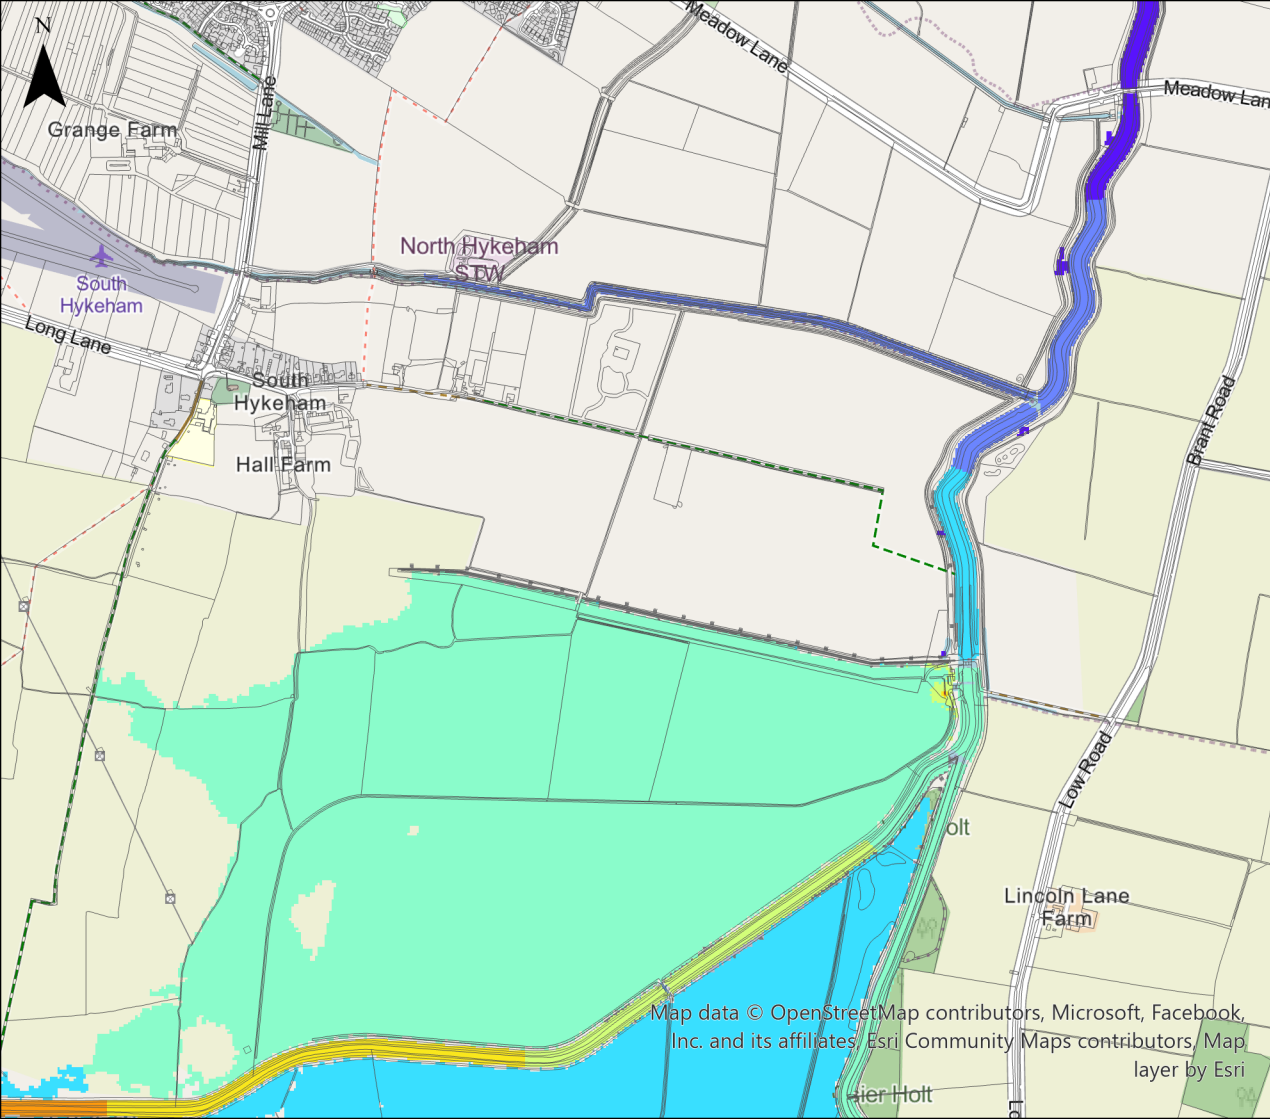 N
Meadow Lane
Meadow Lan
Mill Lane
Grange Farm
North Hykeham
STW
South
Hykeham
Long Lane
South
Hykeham
Hall Farm
Brant Road
Low Road
olt
Lincoln Lane
Farm
Map data © OpenStreetMap contributors, Microsoft, Facebook,
Inc. and its affiliates, Esri Community Maps contributors, Map
layer by Esri
sier Holt
Lo